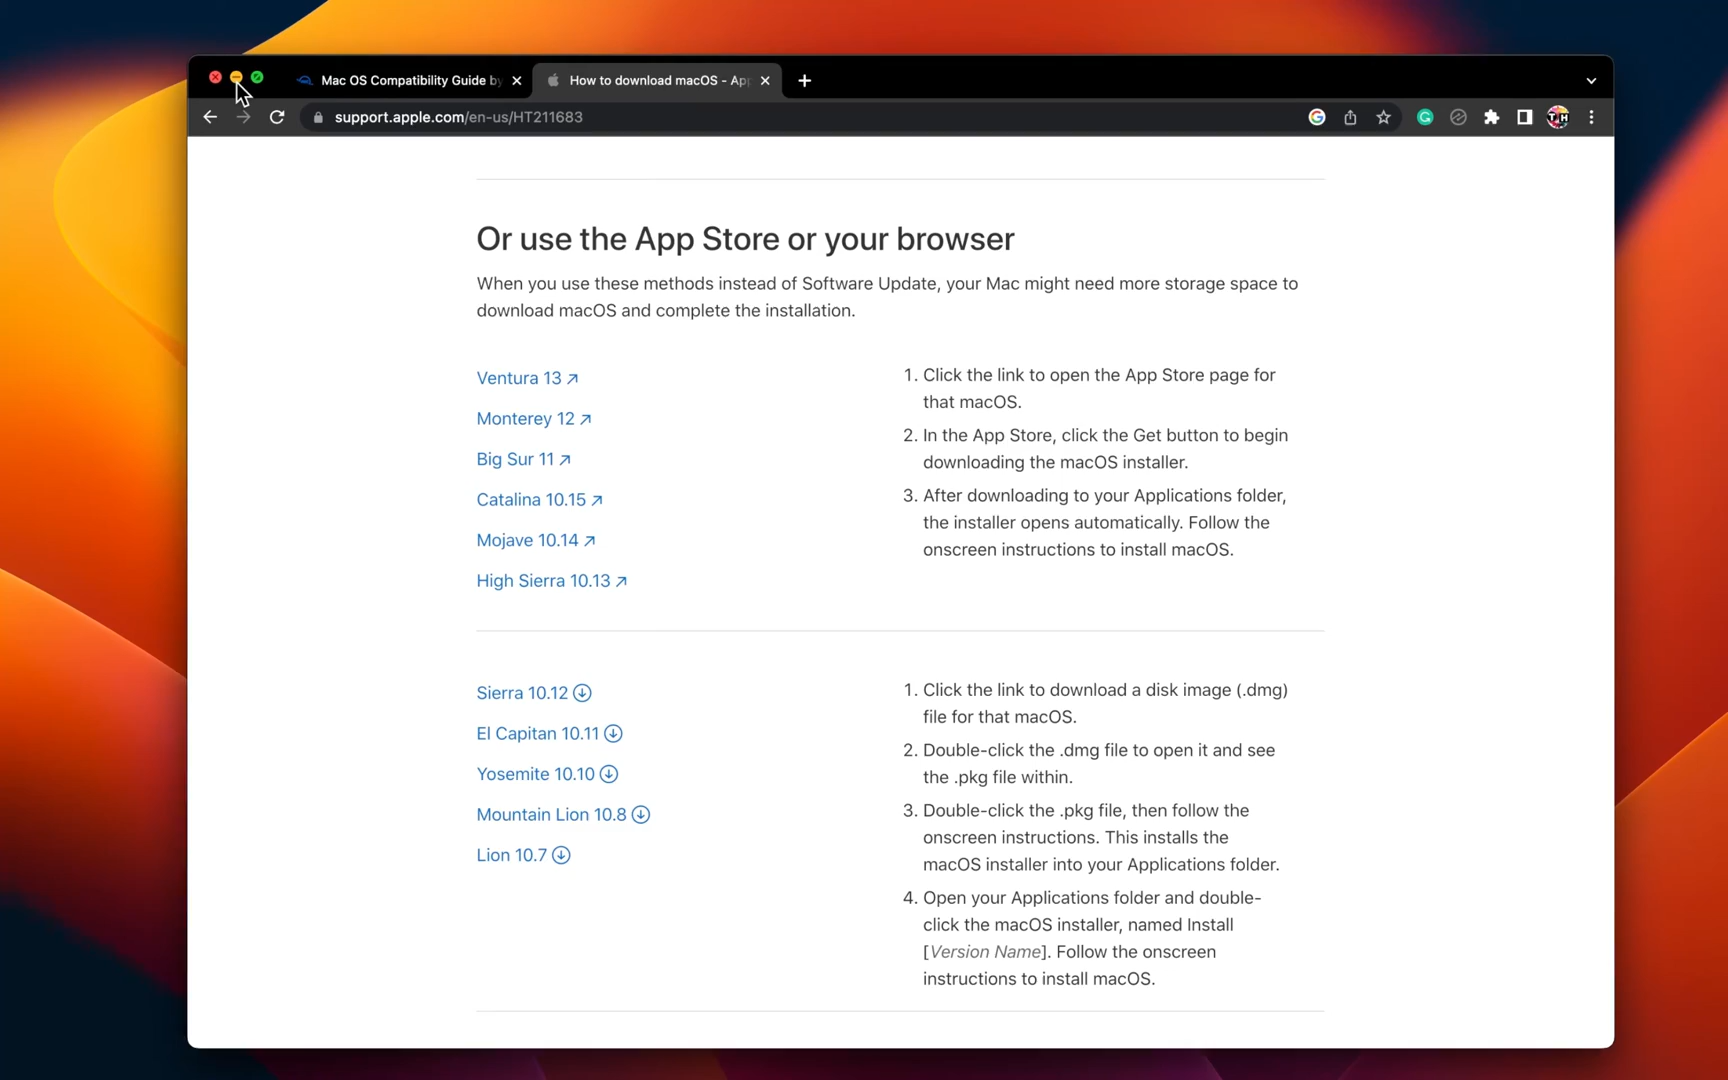 Mac OS Compatibility Guide by
How to download macOS - App
support.apple.com/en-us/HT211683
TH
Or use the App Store or your browser
When you use these methods instead of Software Update, your Mac might need more storage space to
download macOS and complete the installation.
Ventura 13
Monterey 12
Big Sur 11
Catalina 10.15
Mojave 10.14
High Sierra 10.13
1. Click the link to open the App Store page for
that macOS.
2. In the App Store, click the Get button to begin
downloading the macOS installer.
3. After downloading to your Applications folder,
the installer opens automatically. Follow the
onscreen instructions to install macOS.
Sierra 10.12
El Capitan 10.11
Yosemite 10.10
Mountain Lion 10.8
Lion 10.7
1. Click the link to download a disk image (.dmg)
file for that macOS.
2. Double-click the .dmg file to open it and see
the .pkg file within.
3. Double-click the .pkg file, then follow the
onscreen instructions. This installs the
macOS installer into your Applications folder.
4. Open your Applications folder and double-
click the macOS installer, named Install
[Version Name]. Follow the onscreen
instructions to install macOS.